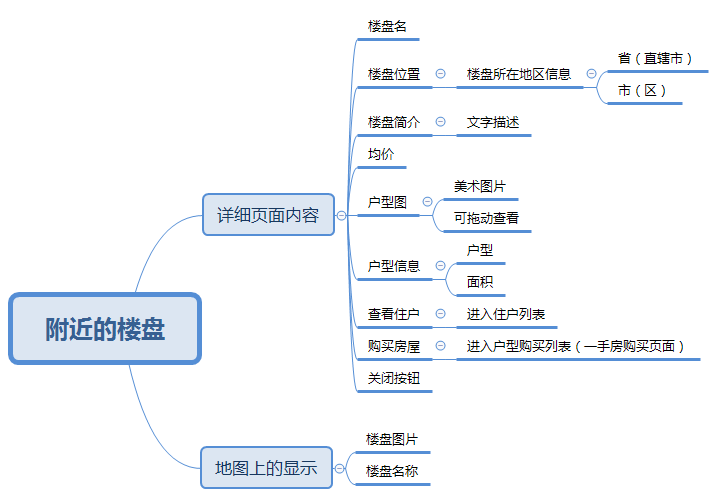 附近的楼盘
详细页面内容
楼盘名
楼盘位置
楼盘所在地区信息
省（直辖市）
市（区）
楼盘简介
文字描述
均价
户型图
美术图片
可拖动查看
户型信息
户型
面积
查看住户
进入住户列表
购买房屋
进入户型购买列表（一手房购买页面）
关闭按钮
地图上的显示
楼盘图片
楼盘名称